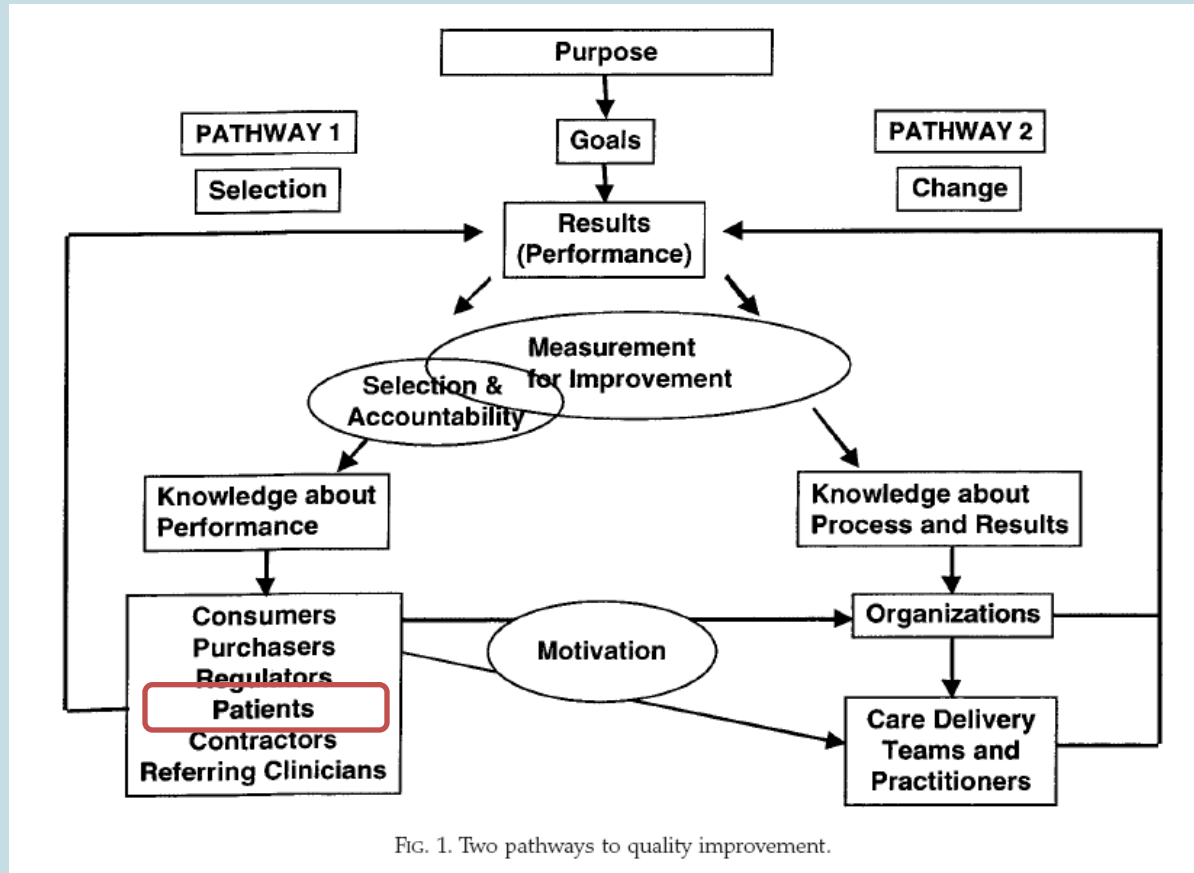 Purpose
PATHWAY 1
Goals
PATHWAY 2
Selection
Change
Results
(Performance)
Measurement
for Improvement
Selection &
Accountability
Knowledge about
Performance
Knowledge about
Process and Results
Consumers
Purchasers
Regulators
Patients
Contractors
Referring Clinicians
Motivation
Organizations
Care Delivery
Teams and
Practitioners
FIG. 1. Two pathways to quality improvement.